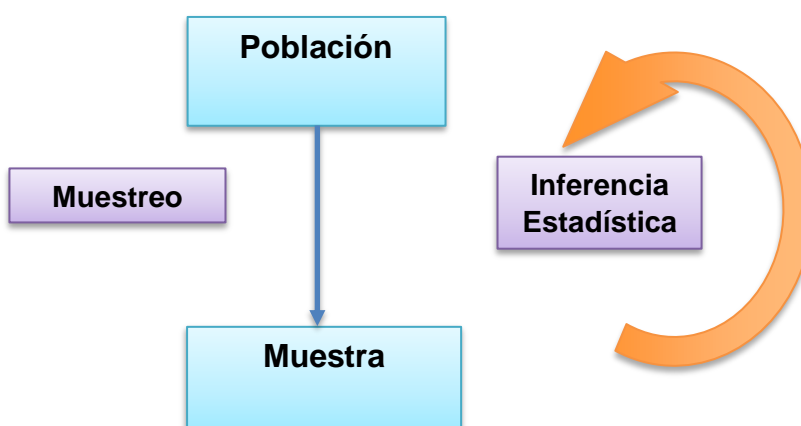 Población
Muestreo
Inferencia
Estadística
Muestra